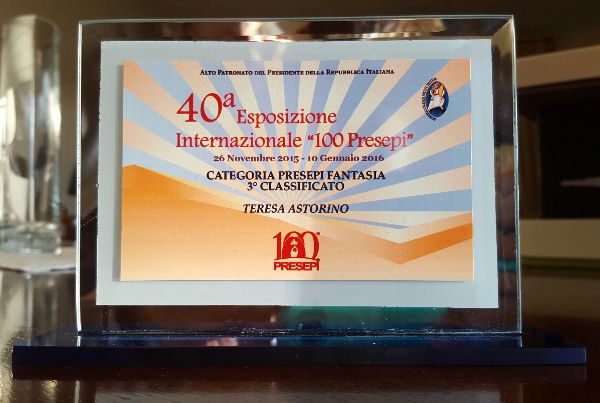 Alto Patronato del Presidente della Repubblica Italiana
40a Esposizione
Internazionale "100 Presepi"
26 Novembre 2015 - 10 Gennaio 2016
CATEGORIA PRESEPI FANTASIA
3° CLASSIFICATO
TERESA ASTORINO
100
PRESEPI